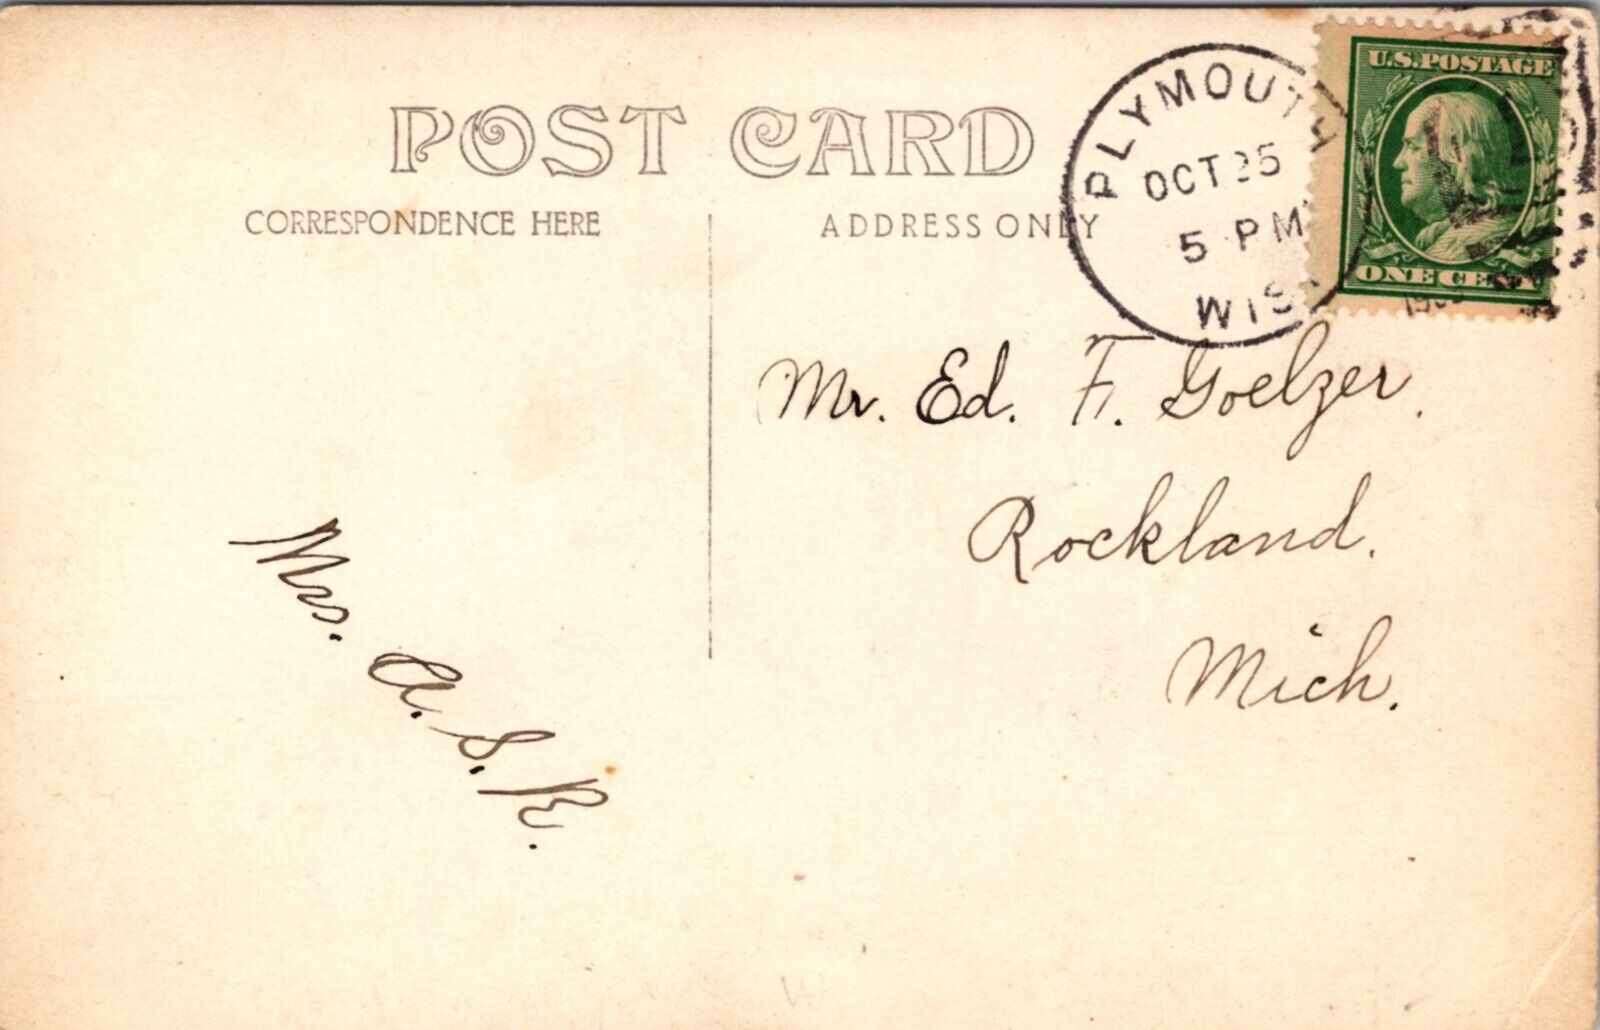 POST CARD
CORRESPONDENCE HERE
ADDRESS ONLY
PLYMOUTH
OCT 25
5 PM
WIS.
U.S. POSTAGE
ONE CENT
Mr. Ed. F. Goelzer.
Rockland.
Mich.
Mrs. A. S. R.